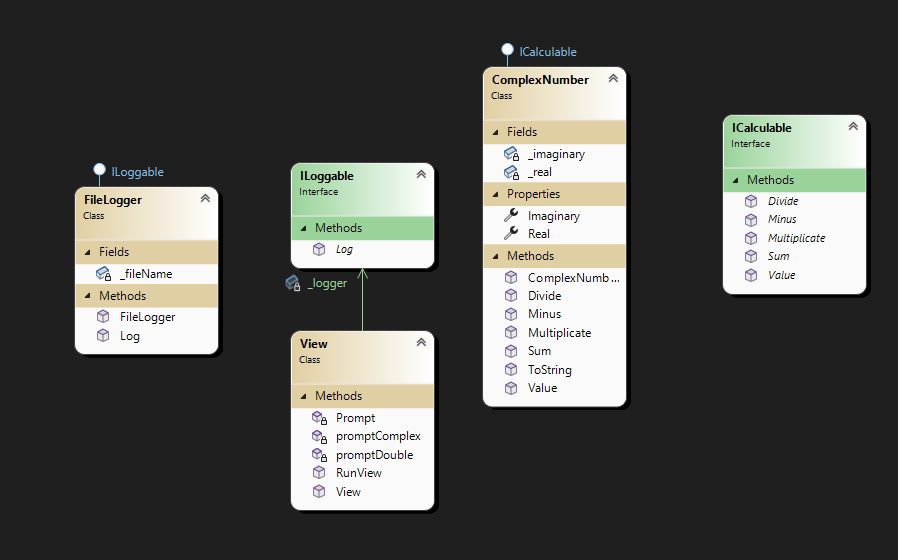 ILoggable
FileLogger
Class
Fields
_fileName
Methods
FileLogger
Log
ILoggable
Interface
Methods
Log
_logger
View
Class
Methods
Prompt
promptComplex
promptDouble
RunView
View
ICalculable
ComplexNumber
Class
Fields
_imaginary
_real
Properties
Imaginary
Real
Methods
ComplexNumb...
Divide
Minus
Multiplicate
Sum
ToString
Value
ICalculable
Interface
Methods
Divide
Minus
Multiplicate
Sum
Value